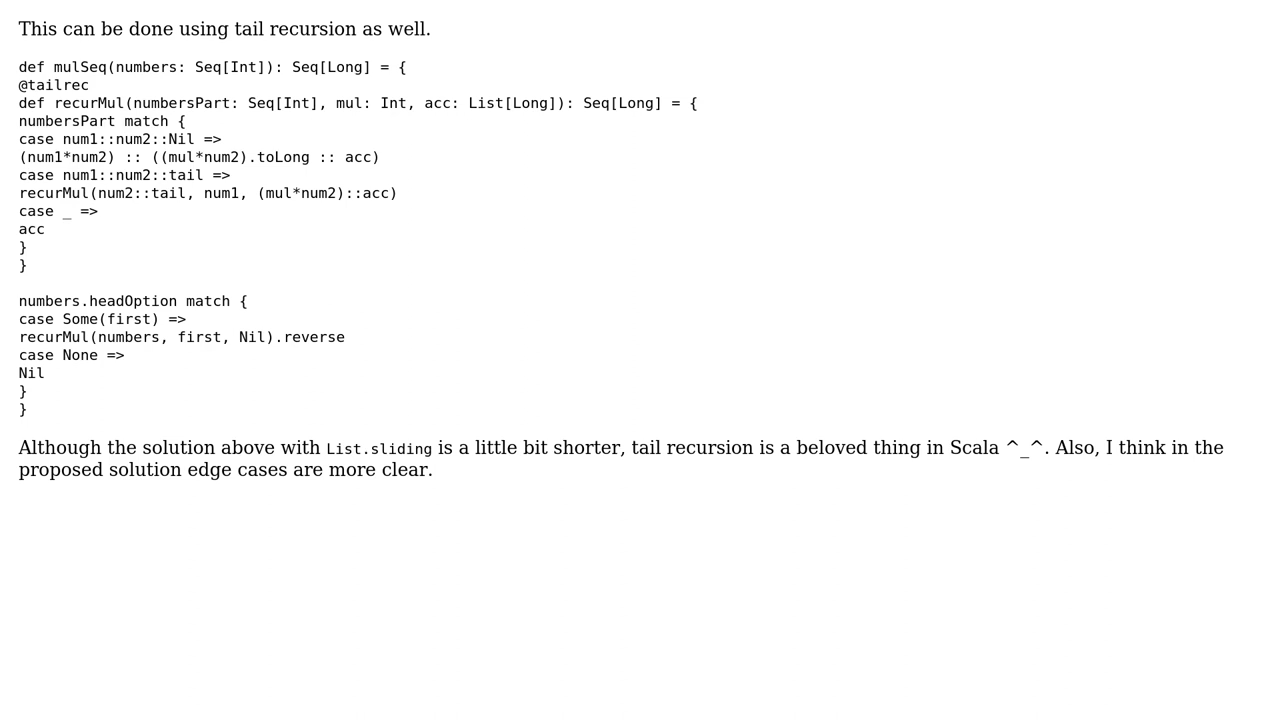 This can be done using tail recursion as well.
def mulSeq(numbers: Seq[Int]): Seq[Long] = {
@tailrec
def recurMul(numbersPart: Seq[Int], mul: Int, acc: List[Long]): Seq[Long] = {
numbersPart match {
case num1::num2::Nil =>
(num1*num2) :: ((mul*num2).toLong :: acc)
case num1::num2::tail =>
recurMul(num2::tail, num1, (mul*num2)::acc)
case _ =>
acc
}
}
numbers.headOption match {
case Some(first) =>
recurMul(numbers, first, Nil).reverse
case None =>
Nil
}
}
Although the solution above with List.sliding is a little bit shorter, tail recursion is a beloved thing in Scala ^_^. Also, I think in the
proposed solution edge cases are more clear.